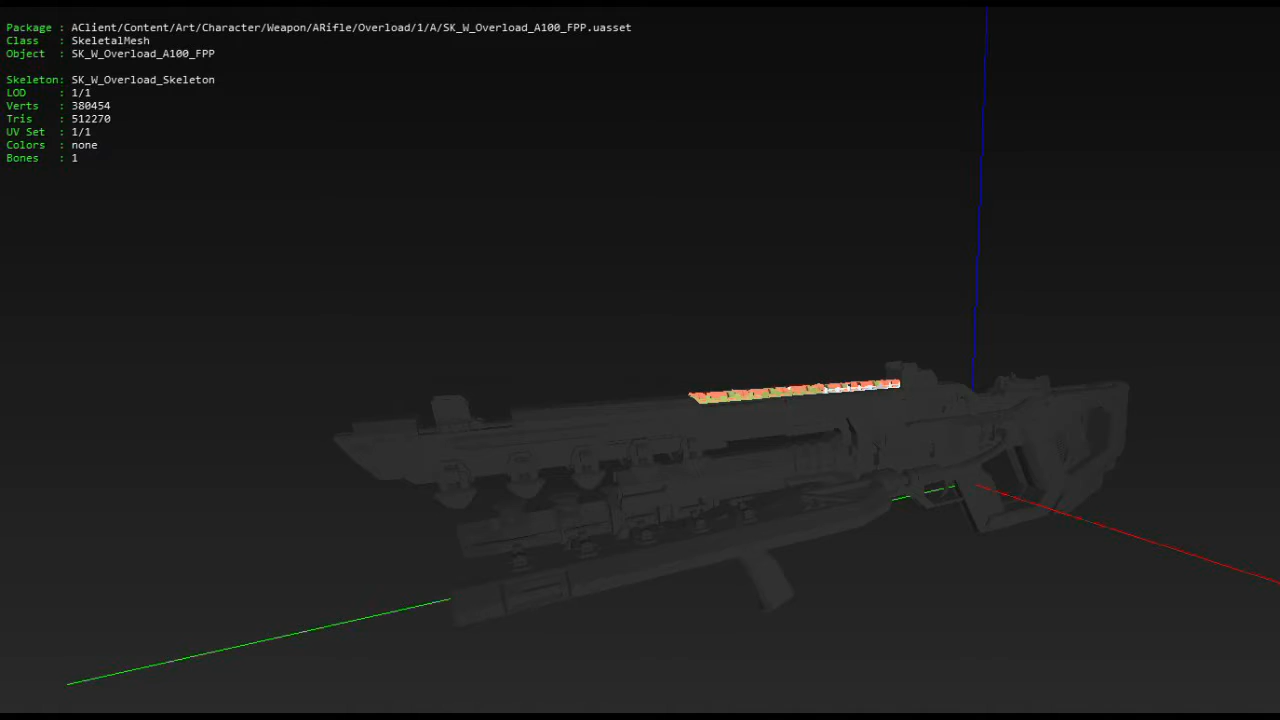 Package : AClient/Content/Art/Character/Weapon/ARifle/Overload/1/A/SK_W_Overload_A100_FPP.uasset
Class : SkeletalMesh
Object : SK_W_Overload_A100_FPP
Skeleton: SK_W_Overload_Skeleton
LOD : 1/1
Verts : 380454
Tris : 512270
UV Set : 1/1
Colors : none
Bones : 1